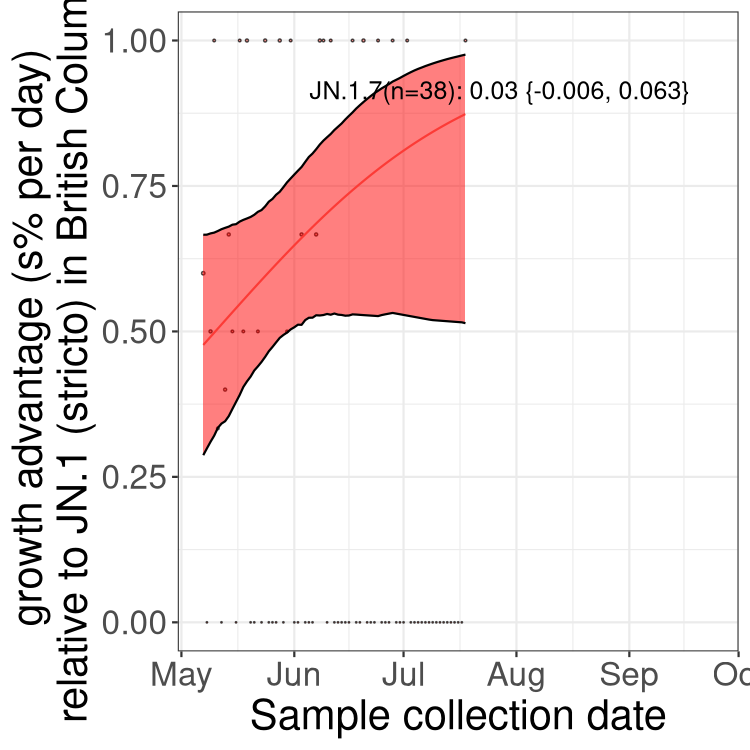 growth advantage (s% per day)
relative to JN.1 (stricto) in British Colum
1.00
0.75
0.50
0.25
0.00
JN.1.7(n=38): 0.03 {-0.006, 0.063}
May Jun Jul Aug Sep Oc
Sample collection date